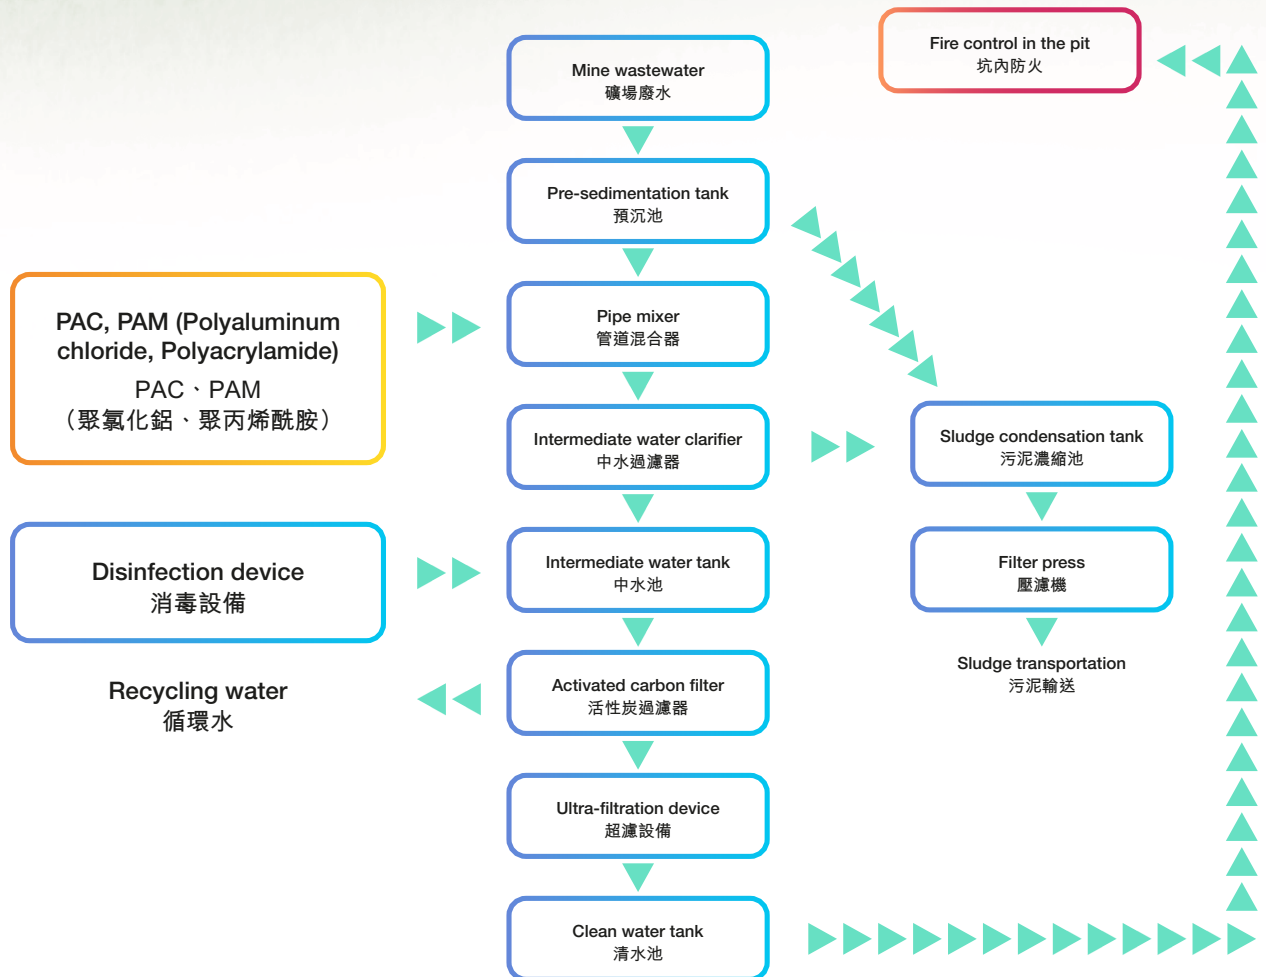 Fire control in the pit
坑內防火
Mine wastewater
礦場廢水
Pre-sedimentation tank
預沉池
PAC, PAM (Polyaluminum
chloride, Polyacrylamide)
PAC、PAM
（聚氯化鋁、聚丙烯酰胺）
Pipe mixer
管道混合器
Intermediate water clarifier
中水過濾器
Sludge condensation tank
污泥濃縮池
Disinfection device
消毒設備
Intermediate water tank
中水池
Filter press
壓濾機
Sludge transportation
污泥輸送
Recycling water
循環水
Activated carbon filter
活性炭過濾器
Ultra-filtration device
超濾設備
Clean water tank
清水池